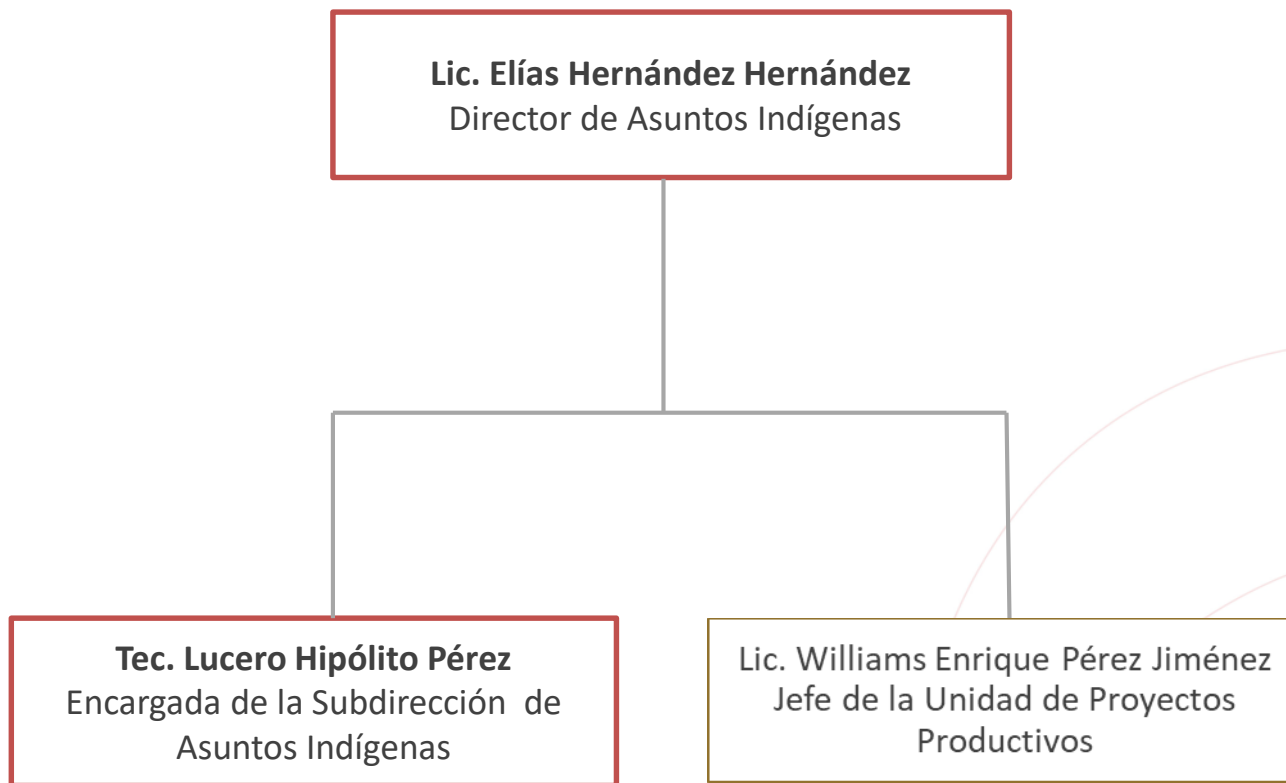 Lic. Elías Hernández Hernández
Director de Asuntos Indígenas
Tec. Lucero Hipólito Pérez
Encargada de la Subdirección de
Asuntos Indígenas
Lic. Williams Enrique Pérez Jiménez
Jefe de la Unidad de Proyectos
Productivos